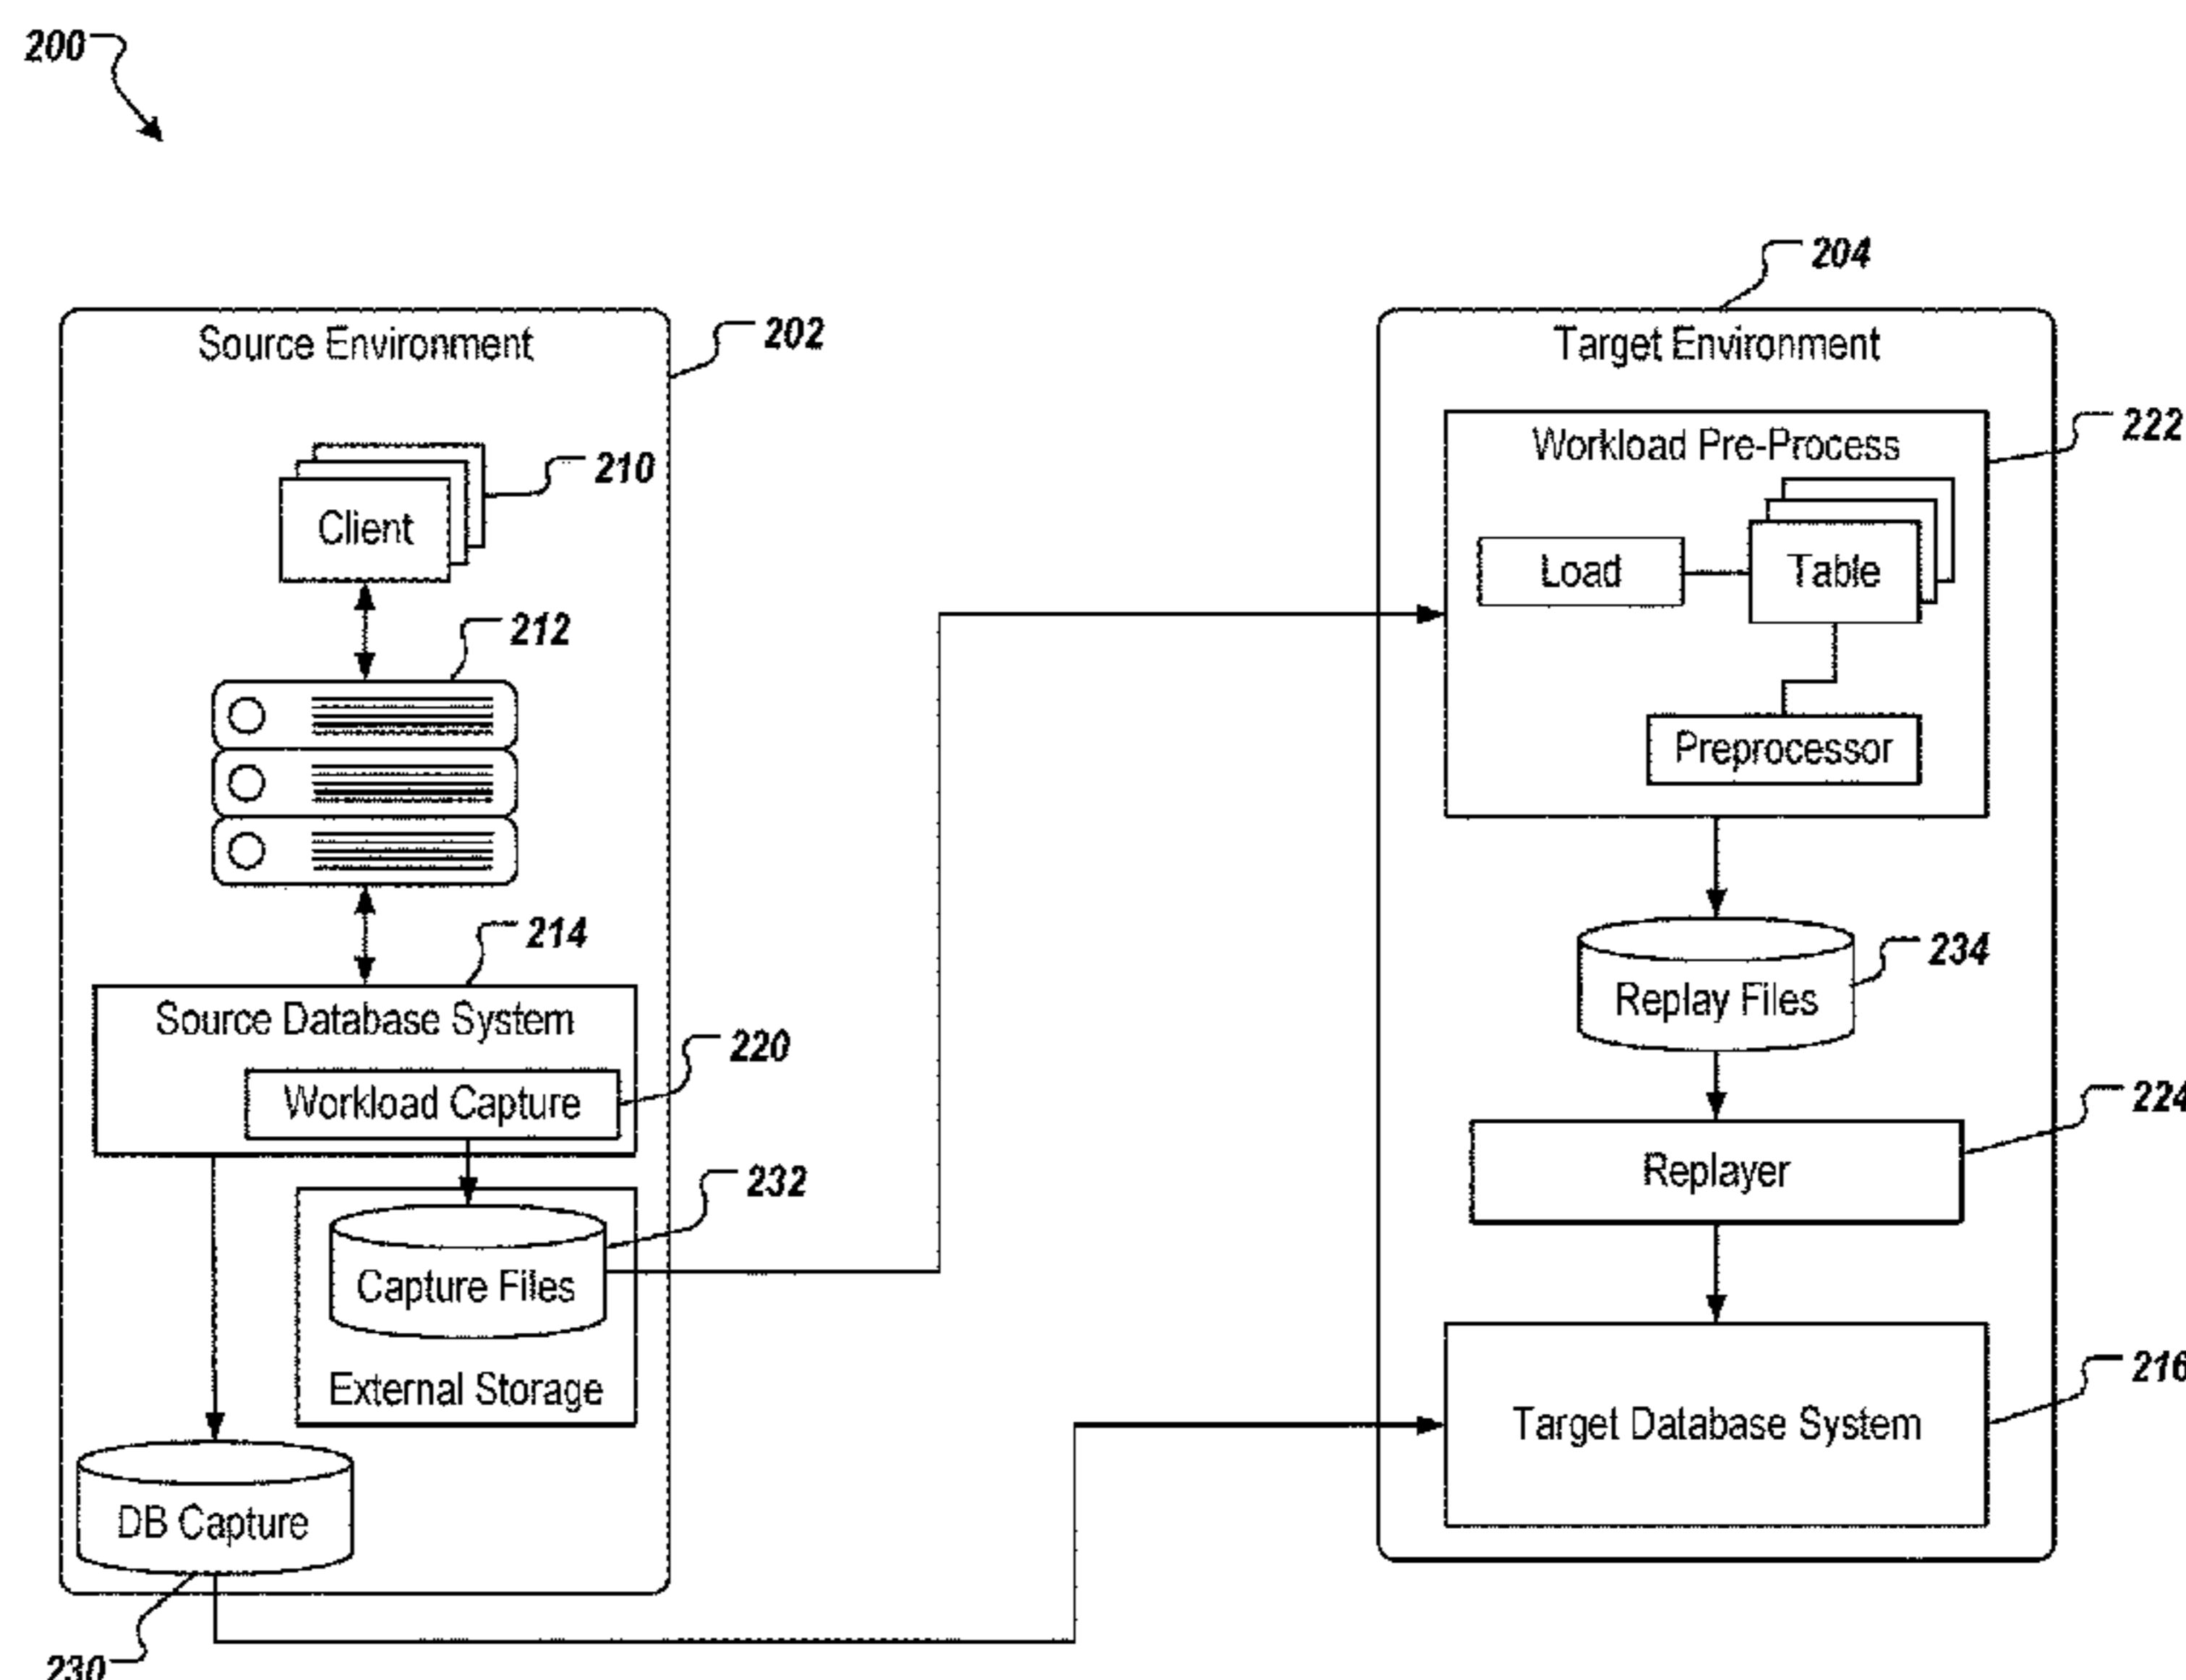 200
204
Source Environment
202
Target Environment
222
Workload Pre-Process
210
Client
Load
Table
212
Preprocessor
214
234
Source Database System
Replay Files
220
Workload Capture
224
Replayer
232
Capture Files
External Storage
216
Target Database System
DB Capture
230